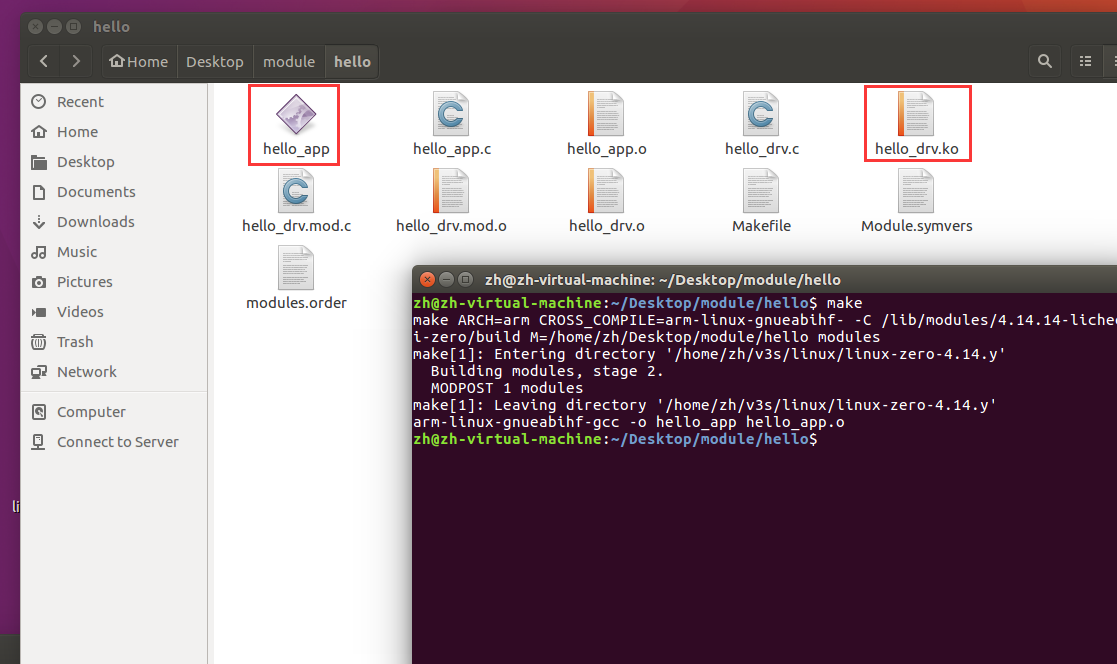 hello
Home
Desktop
module
hello
Recent
Home
Desktop
Documents
Downloads
Music
Pictures
Videos
Trash
Network
Computer
Connect to Server
hello_app
hello_app.c
hello_app.o
hello_drv.c
hello_drv.ko
hello_drv.mod.c
hello_drv.mod.o
hello_drv.o
Makefile
Module.symvers
modules.order
li
zh@zh-virtual-machine: ~/Desktop/module/hello
zh@zh-virtual-machine:~/Desktop/module/hello$ make
make ARCH=arm CROSS_COMPILE=arm-linux-gnueabihf- -C /lib/modules/4.14.14-lichee
i-zero/build M=/home/zh/Desktop/module/hello modules
make[1]: Entering directory '/home/zh/v3s/linux/linux-zero-4.14.y'
  Building modules, stage 2.
  MODPOST 1 modules
make[1]: Leaving directory '/home/zh/v3s/linux/linux-zero-4.14.y'
arm-linux-gnueabihf-gcc -o hello_app hello_app.o
zh@zh-virtual-machine:~/Desktop/module/hello$